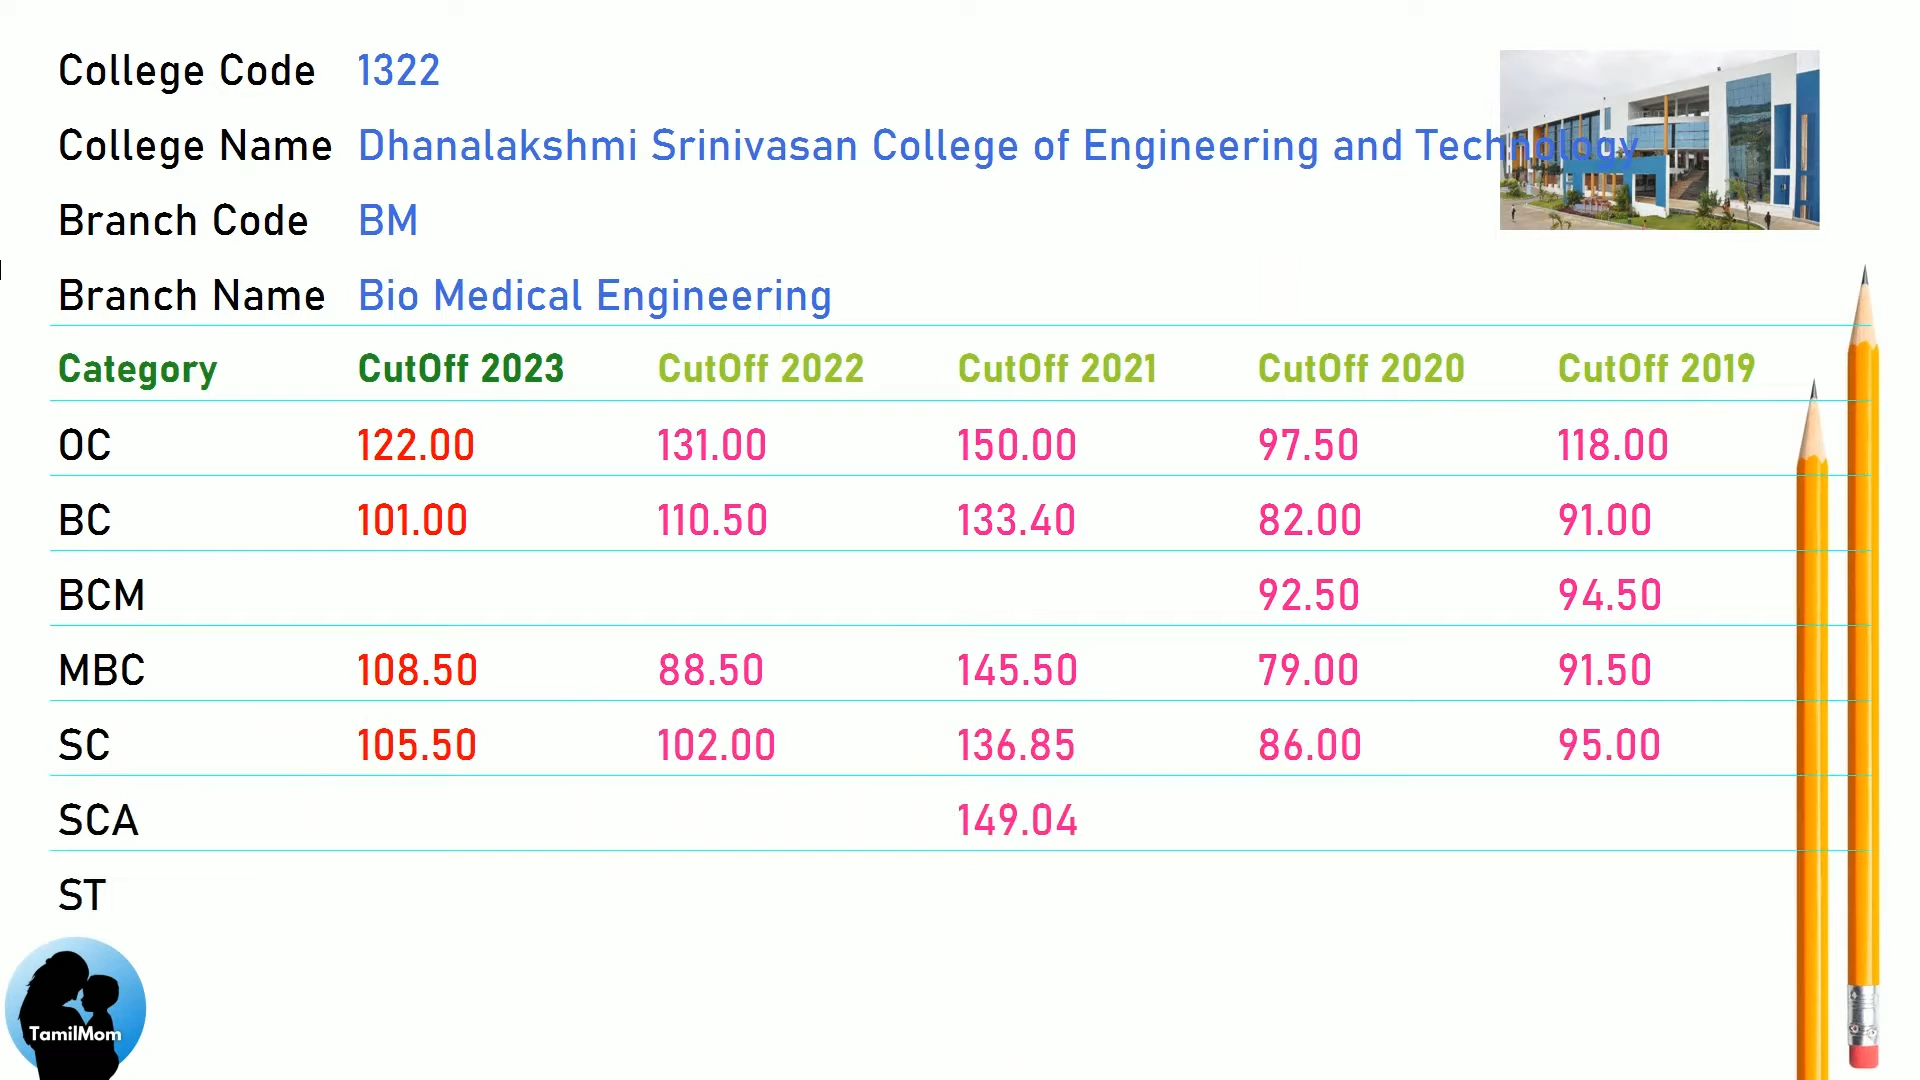 College Code 1322
College Name Dhanalakshmi Srinivasan College of Engineering and Technology
Branch Code BM
Branch Name Bio Medical Engineering
Category CutOff 2023 CutOff 2022 CutOff 2021 CutOff 2020 CutOff 2019
OC 122.00 131.00 150.00 97.50 118.00
BC 101.00 110.50 133.40 82.00 91.00
BCM 92.50 94.50
MBC 108.50 88.50 145.50 79.00 91.50
SC 105.50 102.00 136.85 86.00 95.00
SCA 149.04
ST
TamilMom